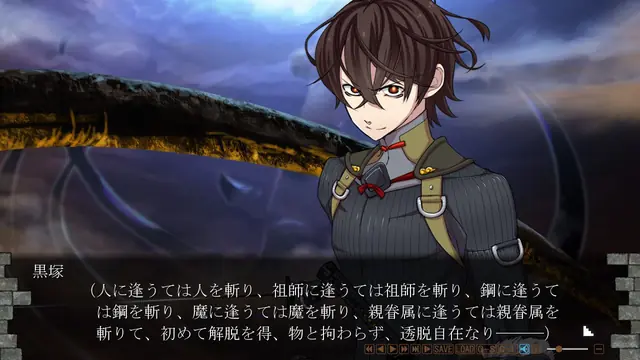 黒塚
(人に逢うては人を斬り、祖師に逢うては祖師を斬り、鋼に逢うて
は鋼を斬り、魔に逢うては魔を斬り、親眷属に逢うては親眷属を
斬りて、初めて解脱を得、物と拘わらず、透脱自在なり―――)
SAVE LOAD